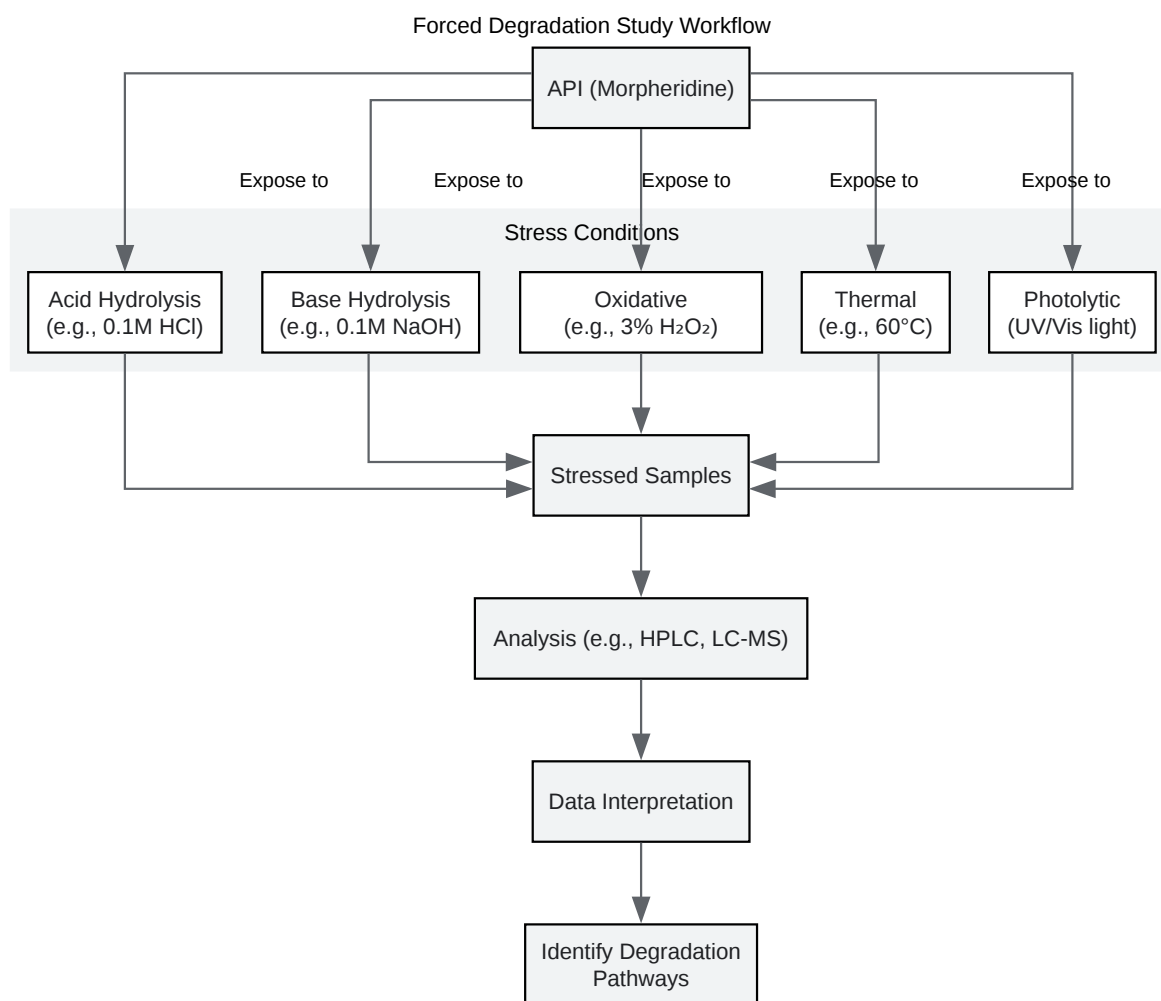 Forced Degradation Study Workflow
API (Morpheridine)
Expose to
Expose to
Expose to
Expose to
Expose to
Stress Conditions
Acid Hydrolysis
(e.g., 0.1M HCl)
Base Hydrolysis
(e.g., 0.1M NaOH)
Oxidative
(e.g., 3% H₂O₂)
Thermal
(e.g., 60°C)
Photolytic
(UV/Vis light)
Stressed Samples
Analysis (e.g., HPLC, LC-MS)
Data Interpretation
Identify Degradation
Pathways